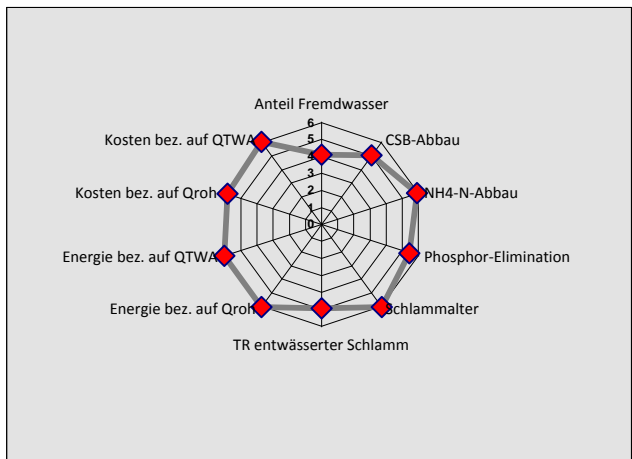 Anteil Fremdwasser
6
Kosten bez. auf QTWA
5
CSB-Abbau
4
3
Kosten bez. auf Qroh
2
NH4-N-Abbau
1
0
Energie bez. auf QTWA
Phosphor-Elimination
Energie bez. auf Qroh
Schlammalter
TR entwässerter Schlamm